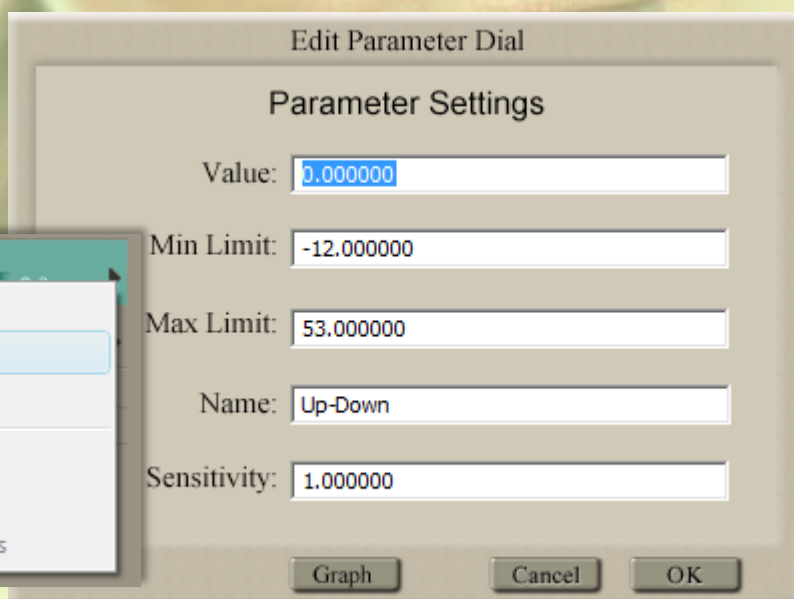 Edit Parameter Dial
Parameter Settings
Value: 0.000000
Min Limit: -12.000000
Max Limit: 53.000000
Name: Up-Down
Sensitivity: 1.000000
Graph Cancel OK